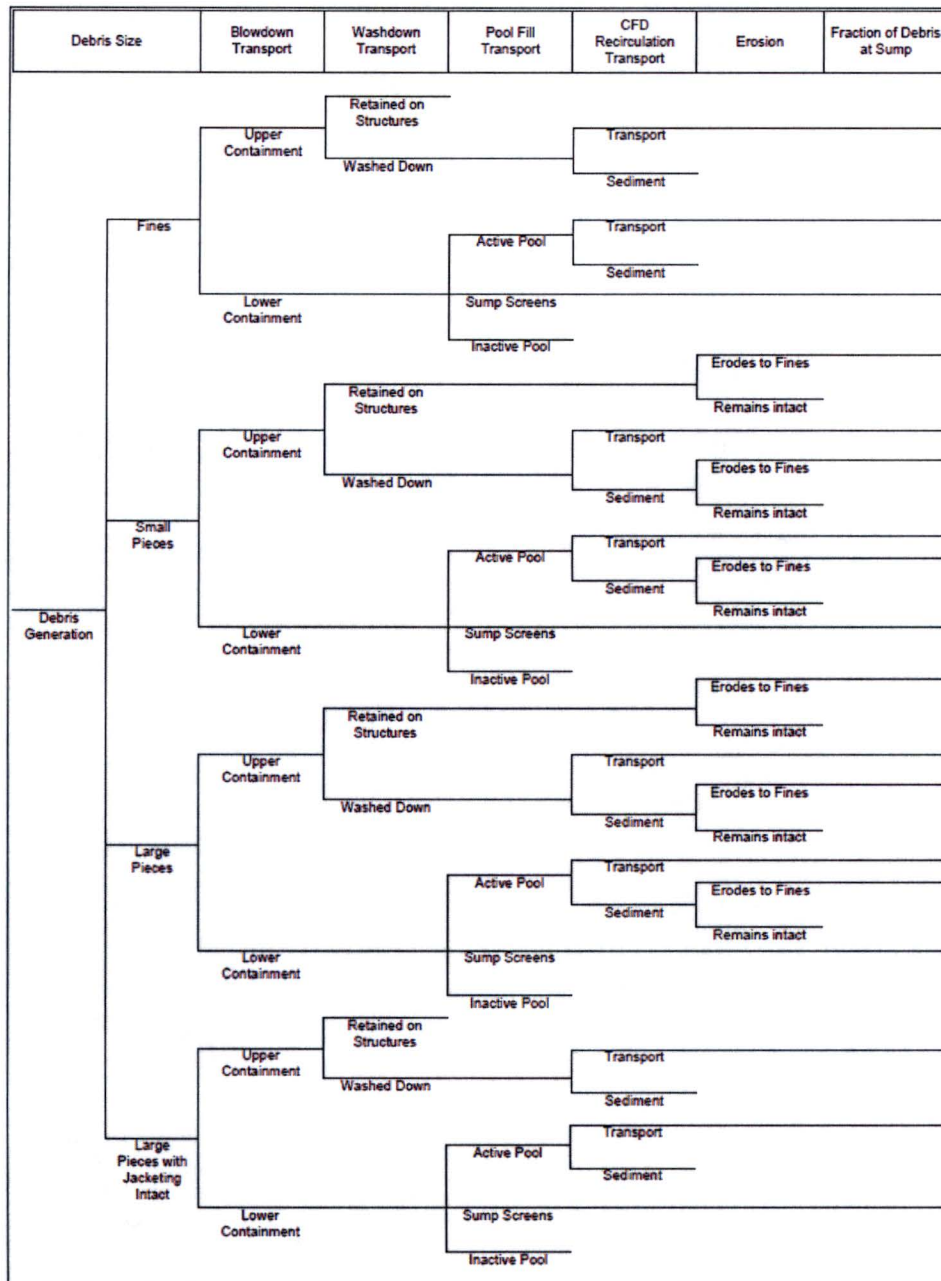 Debris Size
Blowdown
Transport
Washdown
Transport
Pool Fill
Transport
CFD
Recirculation
Transport
Erosion
Fraction of Debris
at Sump
Retained on
Structures
Upper
Containment
Transport
Washed Down
Sediment
Fines
Transport
Active Pool
Sediment
Lower
Containment
Sump Screens
Inactive Pool
Erodes to Fines
Retained on
Structures
Remains intact
Upper
Containment
Transport
Erodes to Fines
Washed Down
Sediment
Remains intact
Small
Pieces
Transport
Active Pool
Erodes to Fines
Sediment
Remains intact
Debris
Generation
Lower
Containment
Sump Screens
Inactive Pool
Erodes to Fines
Retained on
Structures
Remains intact
Upper
Containment
Transport
Erodes to Fines
Washed Down
Sediment
Remains intact
Large
Pieces
Transport
Active Pool
Erodes to Fines
Sediment
Remains intact
Lower
Containment
Sump Screens
Inactive Pool
Retained on
Structures
Upper
Containment
Transport
Washed Down
Sediment
Large
Pieces with
Jacketing
Intact
Transport
Active Pool
Sediment
Lower
Containment
Sump Screens
Inactive Pool